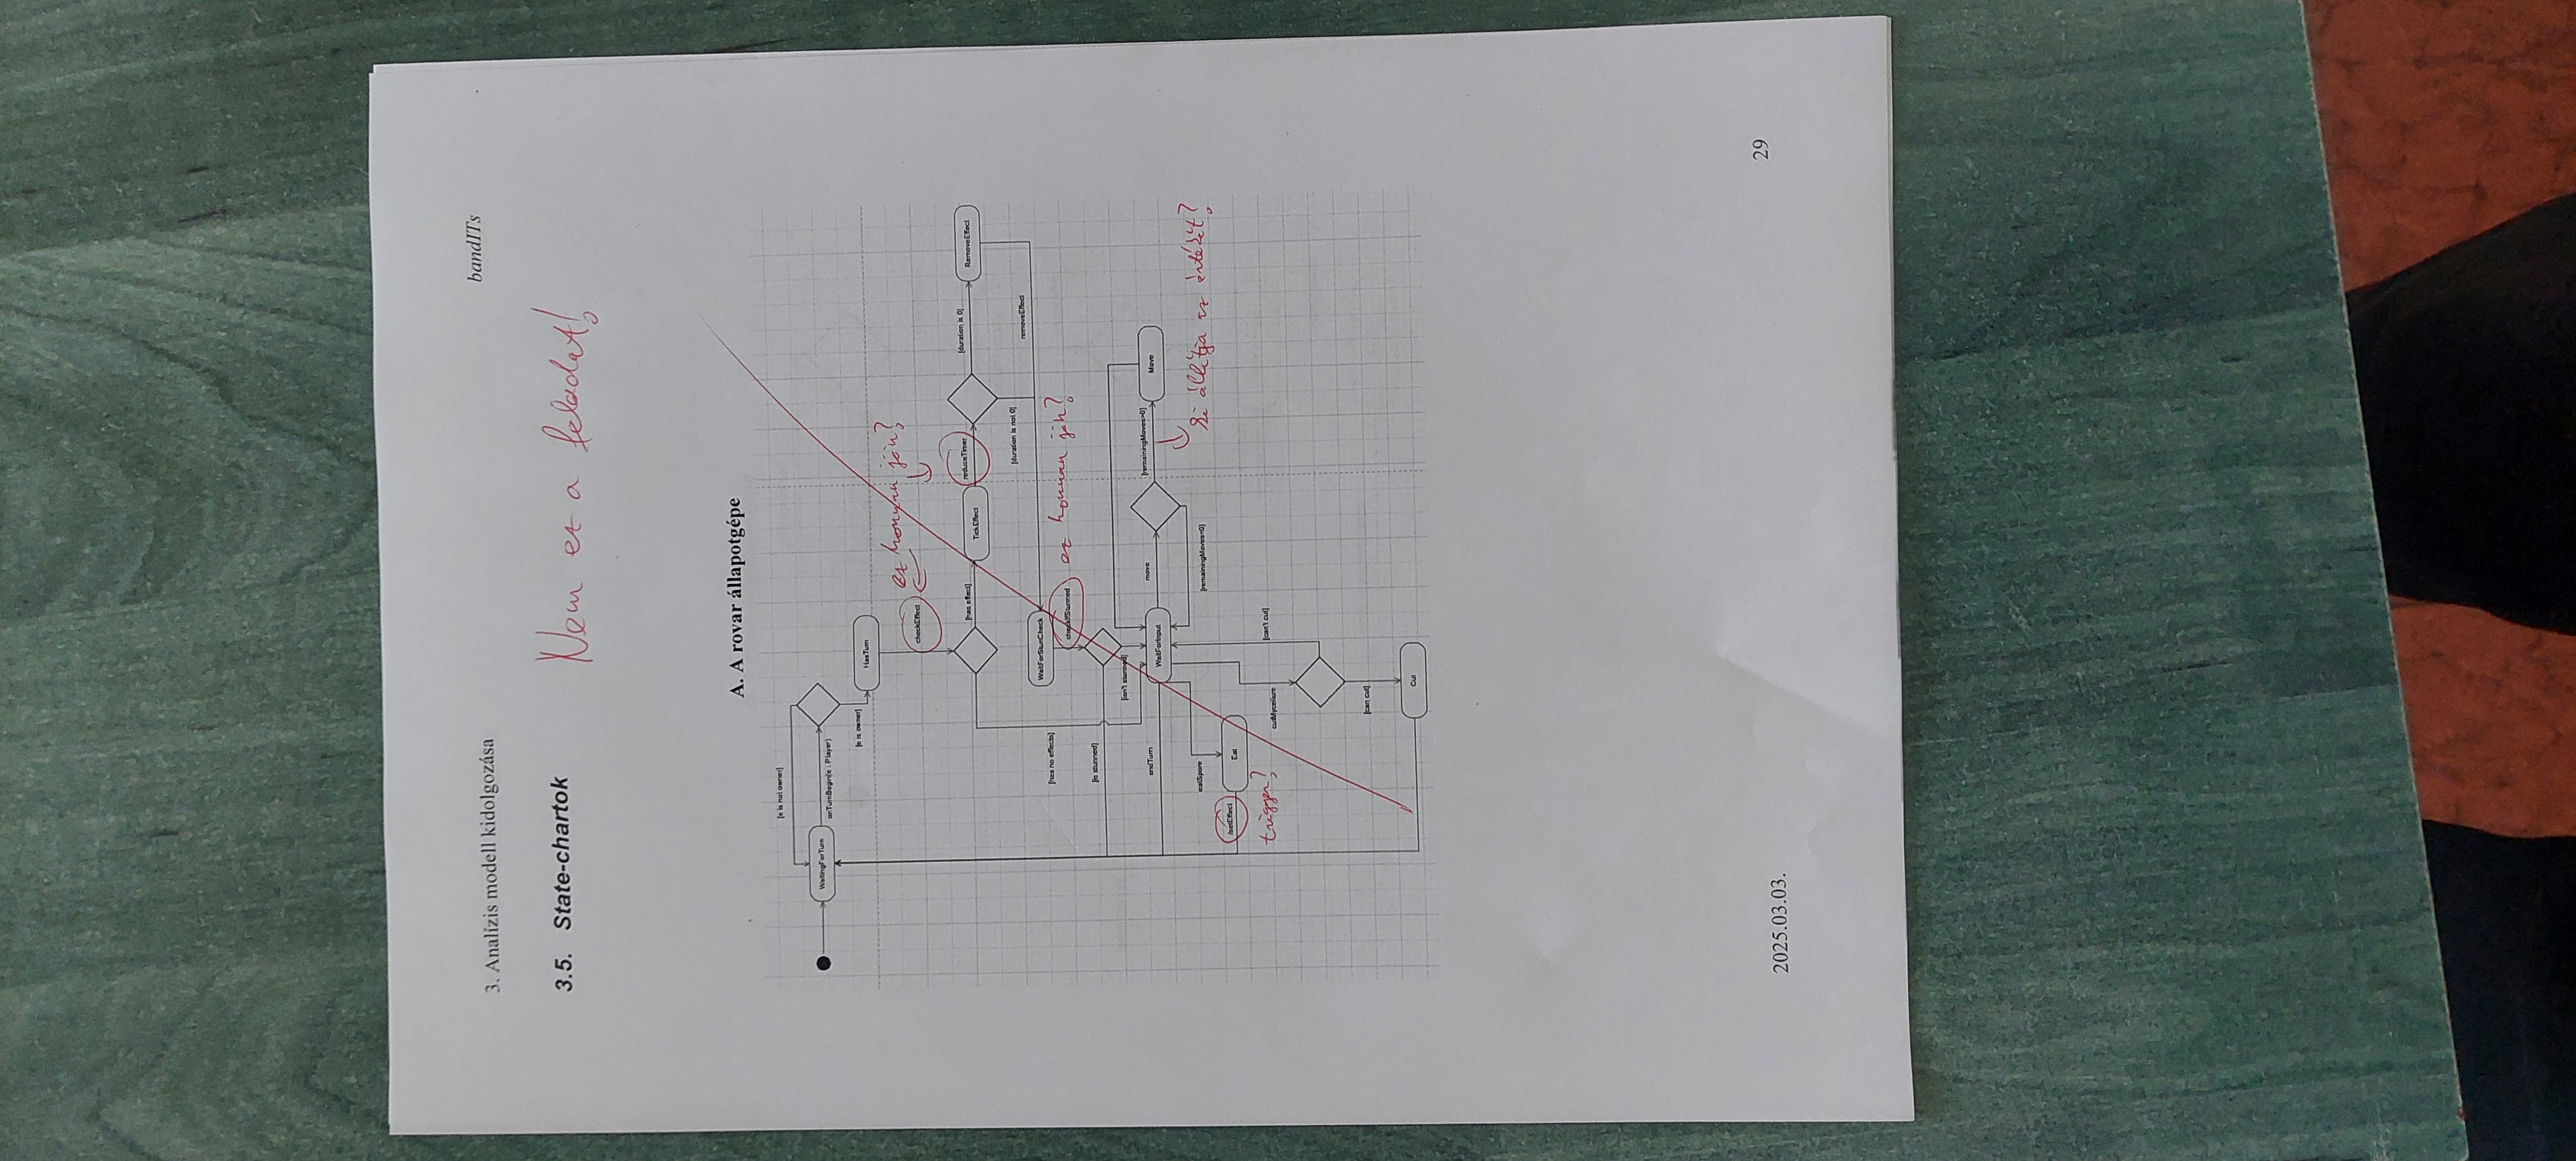 3. Analízis modell kidolgozása
bandITs
3.5. State-chartok
Nem ez a feladat!
A. A rovar állapotgépe
[e is not owner]
WaitingForTurn
onTurnBegin(e : Player)
[e is owner]
HasTurn
ez honnan jön?
checkEffect
[has effect]
TickEffect
reduceTimer
[duration is 0]
RemoveEffect
[duration is not 0]
removeEffect
WaitForStunCheck
[has no effects]
checkIfStunned
ez honnan jön?
[is stunned]
[isn't stunned]
endTurn
WaitForInput
move
[remainingMoves>0]
Move
eatSpore
[remainingMoves=0]
Ki állítja az értékét?
/setEffect
Eat
trigger?
cutMycelium
[can't cut]
[can cut]
Cut
2025.03.03.
29